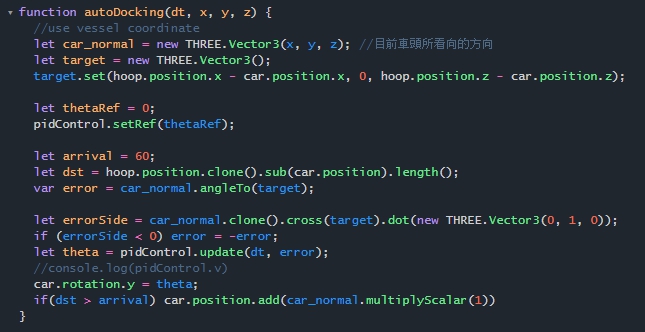 function autoDocking(dt, x, y, z) {
//use vessel coordinate
let car_normal = new THREE.Vector3(x, y, z); //目前車頭所看向的方向
let target = new THREE.Vector3();
target.set(hoop.position.x - car.position.x, 0, hoop.position.z - car.position.z);
let thetaRef = 0;
pidControl.setRef(thetaRef);
let arrival = 60;
let dst = hoop.position.clone().sub(car.position).length();
var error = car_normal.angleTo(target);
let errorSide = car_normal.clone().cross(target).dot(new THREE.Vector3(0, 1, 0));
if (errorSide < 0) error = -error;
let theta = pidControl.update(dt, error);
//console.log(pidControl.v)
car.rotation.y = theta;
if(dst > arrival) car.position.add(car_normal.multiplyScalar(1))
}